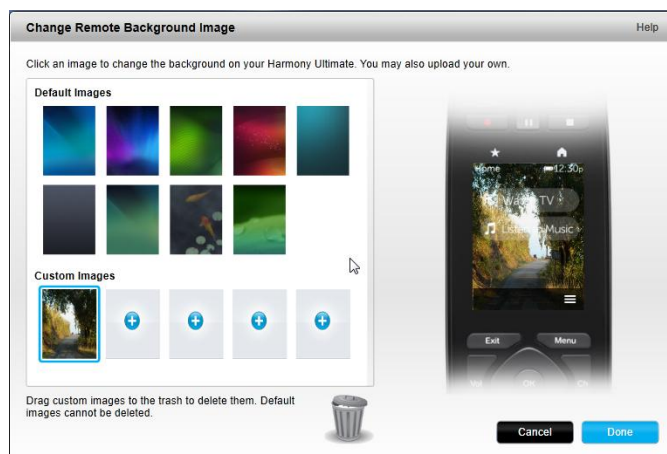 Change Remote Background Image
Help
Click an image to change the background on your Harmony Ultimate. You may also upload your own.
Default Images
Custom Images
Drag custom images to the trash to delete them. Default
images cannot be deleted.
Home 12:30p
Watch TV
Listen to Music
Exit Menu
OK
Cancel Done